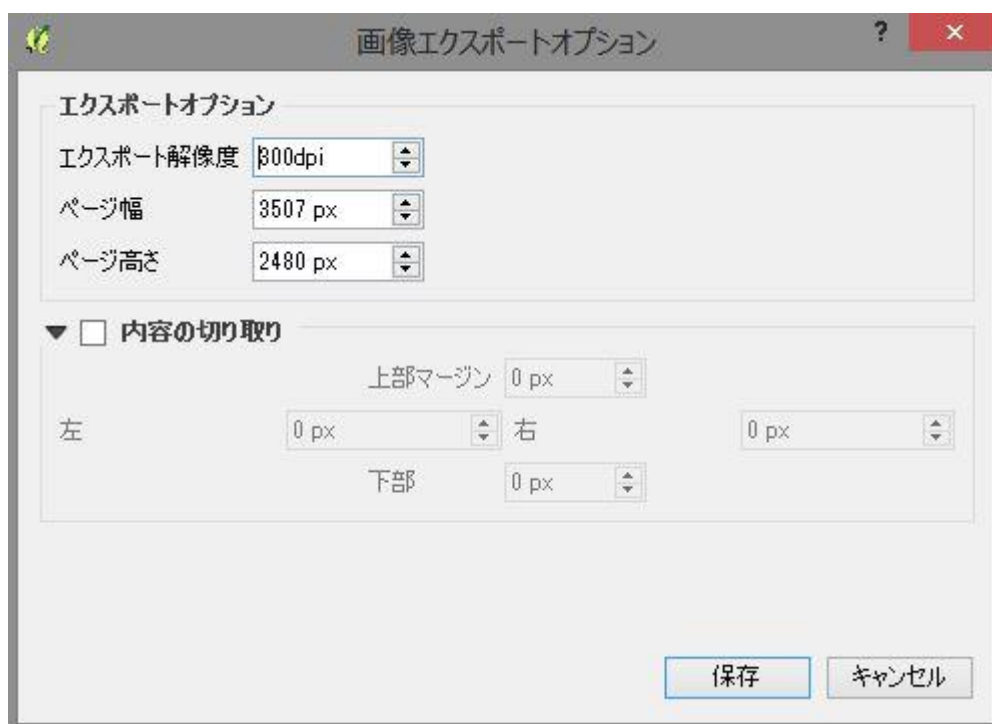 画像エクスポートオプション ? ×
エクスポートオプション
エクスポート解像度 300dpi
ページ幅 3507 px
ページ高さ 2480 px
内容の切り取り
上部マージン 0 px
左 0 px 右 0 px
下部 0 px
保存 キャンセル